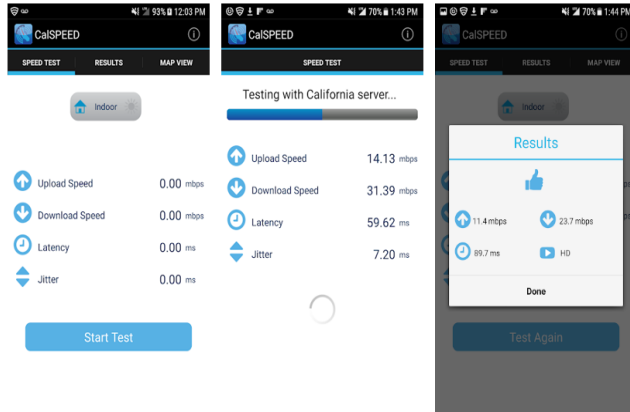 93% 12:03 PM
CalSPEED
SPEED TEST RESULTS MAP VIEW
Indoor
Upload Speed 0.00 mbps
Download Speed 0.00 mbps
Latency 0.00 ms
Jitter 0.00 ms
Start Test
70% 1:43 PM
CalSPEED
SPEED TEST
Testing with California server...
Upload Speed 14.13 mbps
Download Speed 31.39 mbps
Latency 59.62 ms
Jitter 7.20 ms
70% 1:44 PM
CalSPEED
SPEED TEST RESULTS MAP VIEW
Indoor
Results
11.4 mbps 23.7 mbps
89.7 ms HD
Done
Test Again